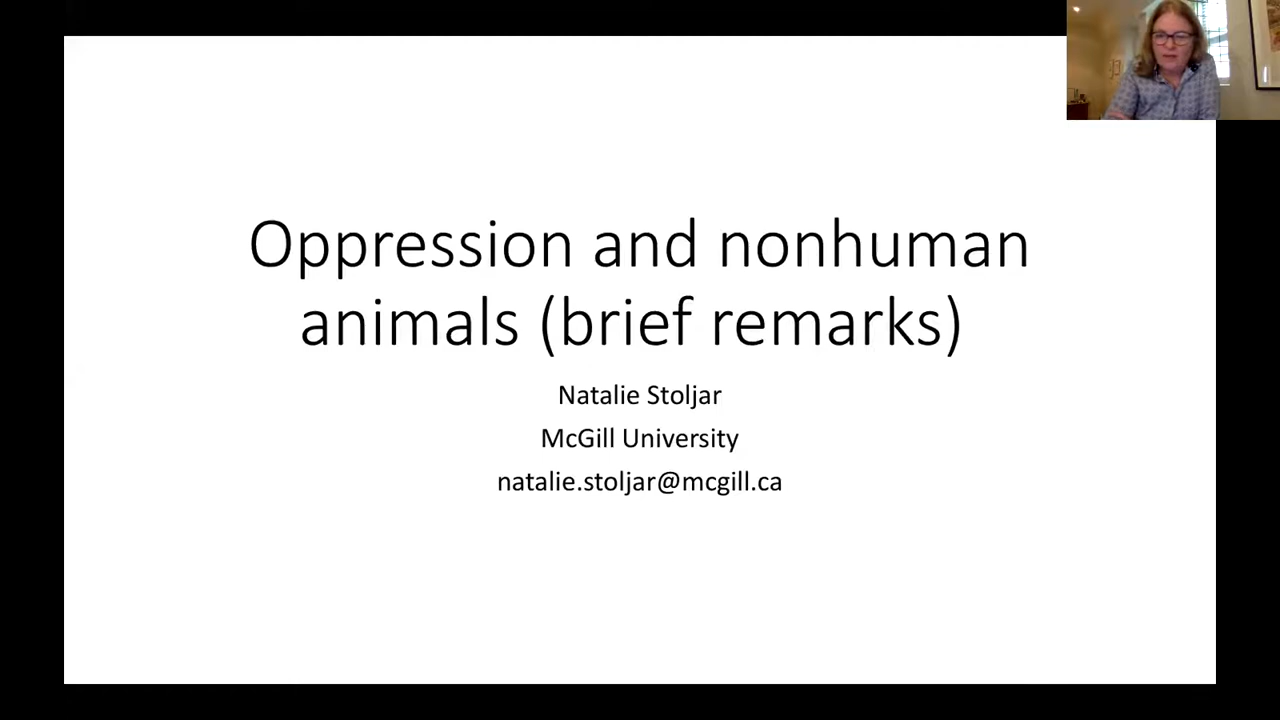 Oppression and nonhuman
animals (brief remarks)
Natalie Stoljar
McGill University
natalie.stoljar@mcgill.ca